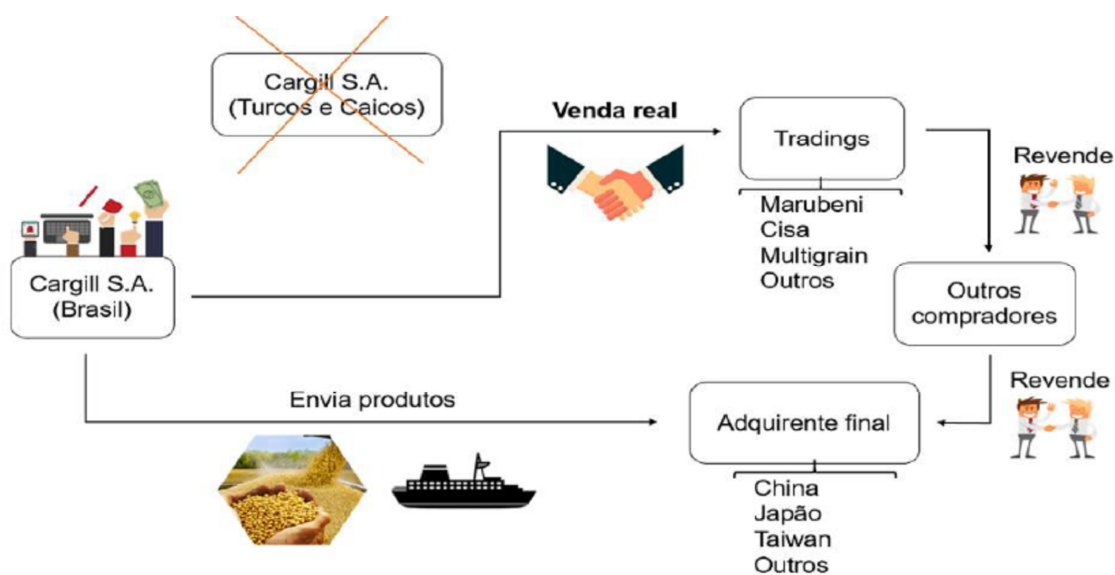 Cargill S.A.
(Turcos e Caicos)
Venda real
Tradings
Revende
Marubeni
Cisa
Multigrain
Outros
Cargill S.A.
(Brasil)
Outros
compradores
Envia produtos
Revende
Adquirente final
China
Japão
Taiwan
Outros